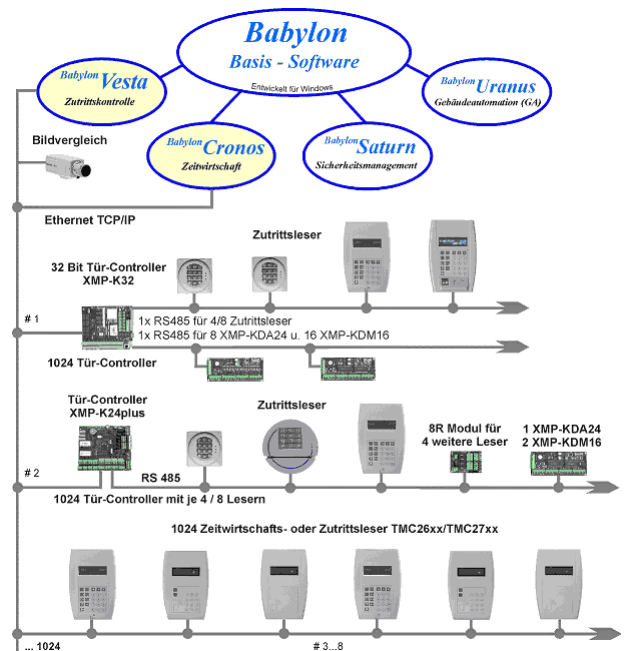 Babylon
Basis - Software
Entwickelt für Windows
Babylon Vesta
Zutrittskontrolle
Babylon Uranus
Gebäudeautomation (GA)
Babylon Cronos
Zeitwirtschaft
Babylon Saturn
Sicherheitsmanagement
Bildvergleich
Ethernet TCP/IP
Zutrittsleser
32 Bit Tür-Controller
XMP-K32
# 1
1x RS485 für 4/8 Zutrittsleser
1x RS485 für 8 XMP-KDA24 u. 16 XMP-KDM16
1024 Tür-Controller
Tür-Controller
XMP-K24plus
Zutrittsleser
8R Modul für
4 weitere Leser
1 XMP-KDA24
2 XMP-KDM16
# 2
RS 485
1024 Tür-Controller mit je 4 / 8 Lesern
1024 Zeitwirtschafts- oder Zutrittsleser TMC26xx/TMC27xx
... 1024
# 3...8